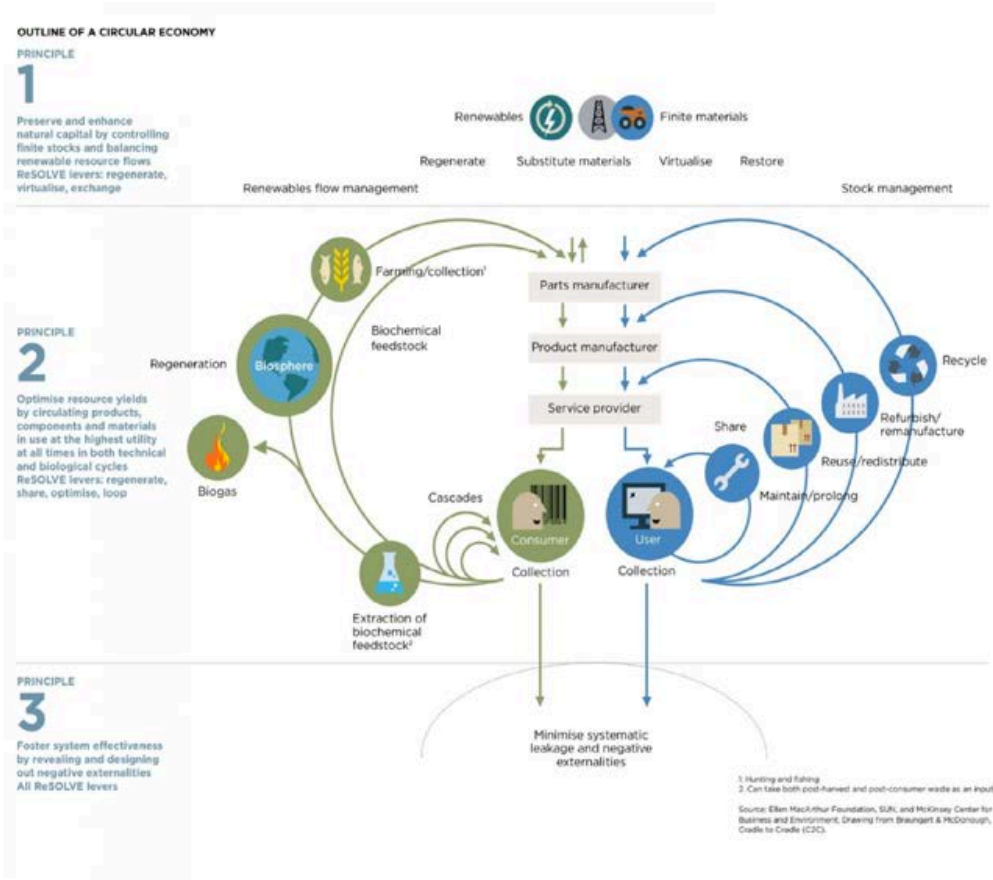 OUTLINE OF A CIRCULAR ECONOMY
PRINCIPLE
1
Preserve and enhance
natural capital by controlling
finite stocks and balancing
renewable resource flows
ReSOLVE levers: regenerate,
virtualise, exchange
Renewables
Finite materials
Regenerate
Substitute materials
Virtualise
Restore
Renewables flow management
Stock management
PRINCIPLE
2
Optimise resource yields
by circulating products,
components and materials
in use at the highest utility
at all times in both technical
and biological cycles
ReSOLVE levers: regenerate,
share, optimise, loop
Farming/collection¹
Biochemical
feedstock
Regeneration
Biosphere
Biogas
Cascades
Extraction of
biochemical
feedstock²
Parts manufacturer
Product manufacturer
Service provider
Consumer
Collection
User
Collection
Share
Maintain/prolong
Reuse/redistribute
Refurbish/
remanufacture
Recycle
PRINCIPLE
3
Foster system effectiveness
by revealing and designing
out negative externalities
All ReSOLVE levers
Minimise systematic
leakage and negative
externalities
1. Hunting and fishing
2. Can take both post-harvest and post-consumer waste as an input
Source: Ellen MacArthur Foundation, SUN, and McKinsey Center for
Business and Environment; Drawing from Braungart & McDonough,
Cradle to Cradle (C2C).